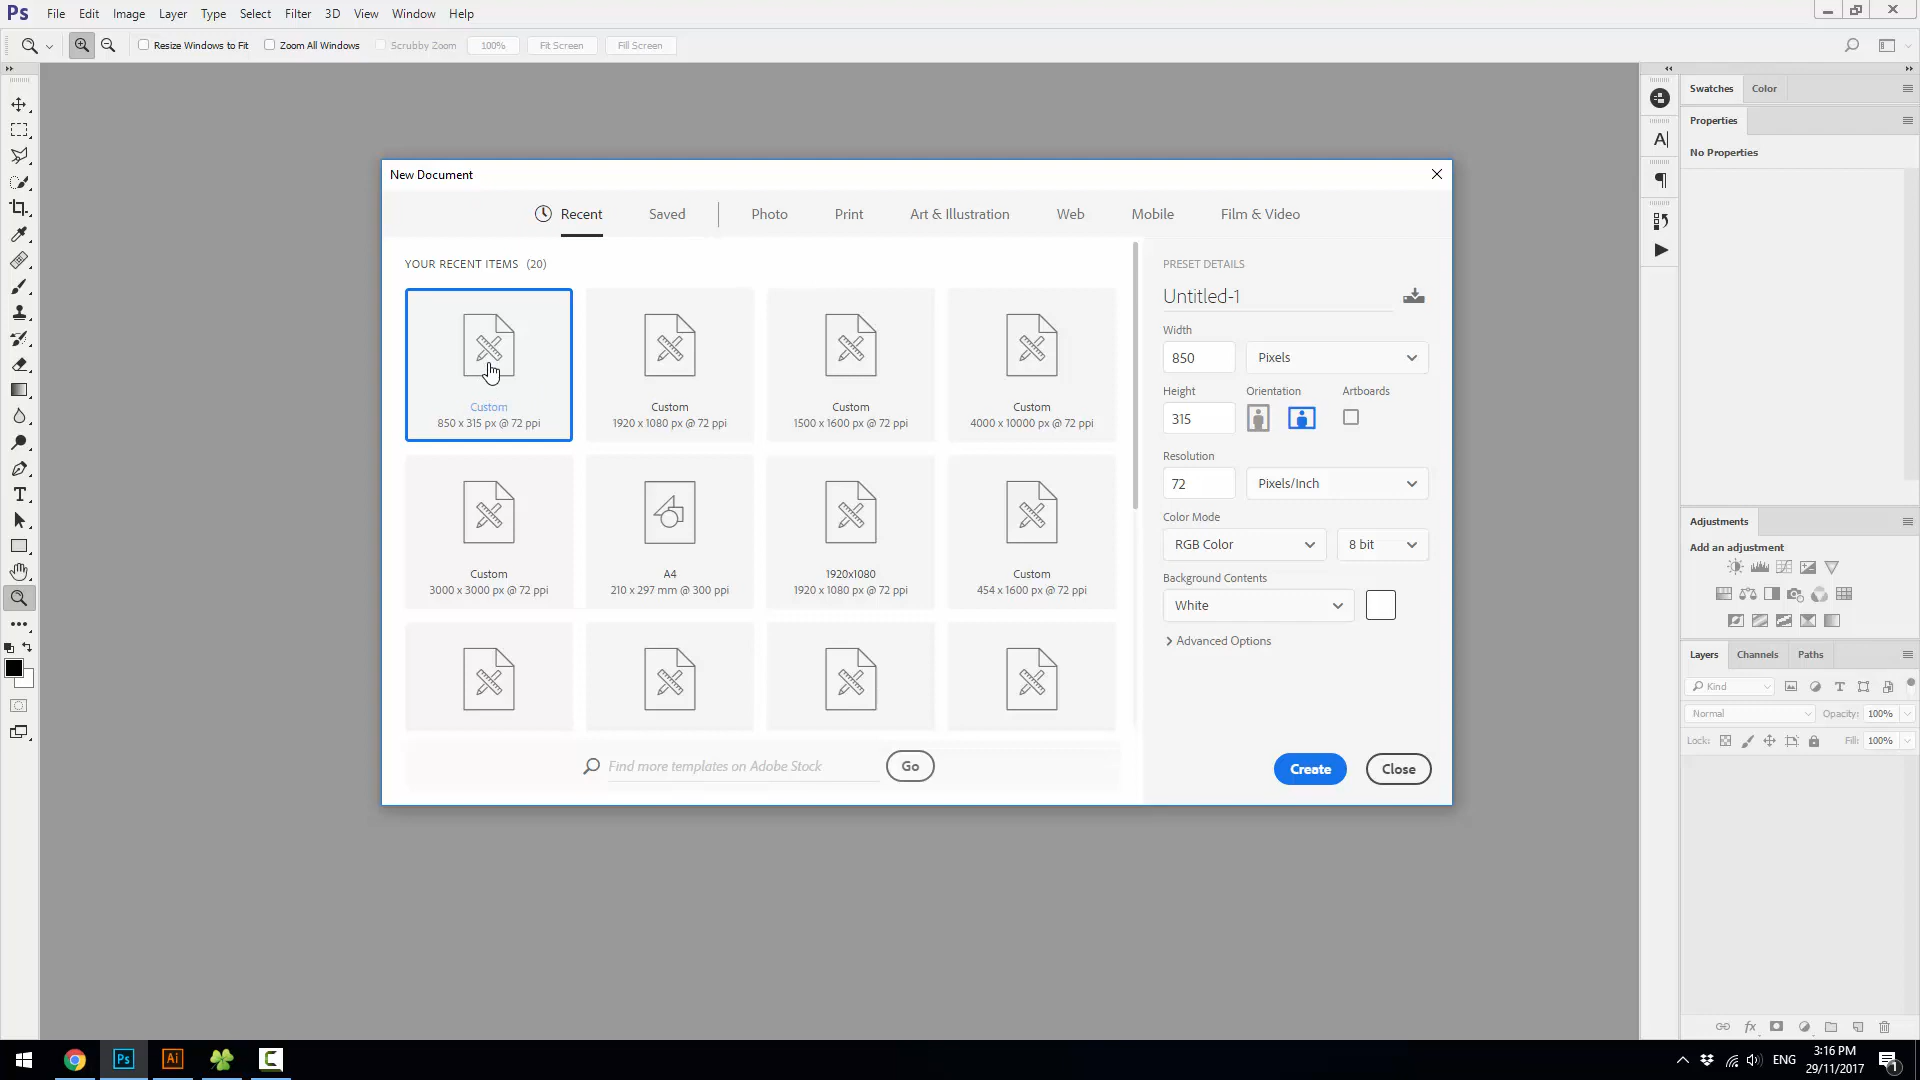 Ps File Edit Image Layer Type Select Filter 3D View Window Help
Resize Windows to Fit Zoom All Windows Scrubby Zoom 100% Fit Screen Fill Screen
Swatches Color
Properties
No Properties
New Document
Recent Saved Photo Print Art & Illustration Web Mobile Film & Video
YOUR RECENT ITEMS (20)
Custom
850 x 315 px @ 72 ppi
Custom
1920 x 1080 px @ 72 ppi
Custom
1500 x 1600 px @ 72 ppi
Custom
4000 x 10000 px @ 72 ppi
Custom
3000 x 3000 px @ 72 ppi
A4
210 x 297 mm @ 300 ppi
1920x1080
1920 x 1080 px @ 72 ppi
Custom
454 x 1600 px @ 72 ppi
Find more templates on Adobe Stock Go
PRESET DETAILS
Untitled-1
Width
850 Pixels
Height Orientation Artboards
315
Resolution
72 Pixels/Inch
Color Mode
RGB Color 8 bit
Background Contents
White
Advanced Options
Create Close
Adjustments
Add an adjustment
Layers Channels Paths
Kind
Normal Opacity: 100%
Lock: Fill: 100%
fx
Ps Ai C
ENG
3:16 PM
29/11/2017
1